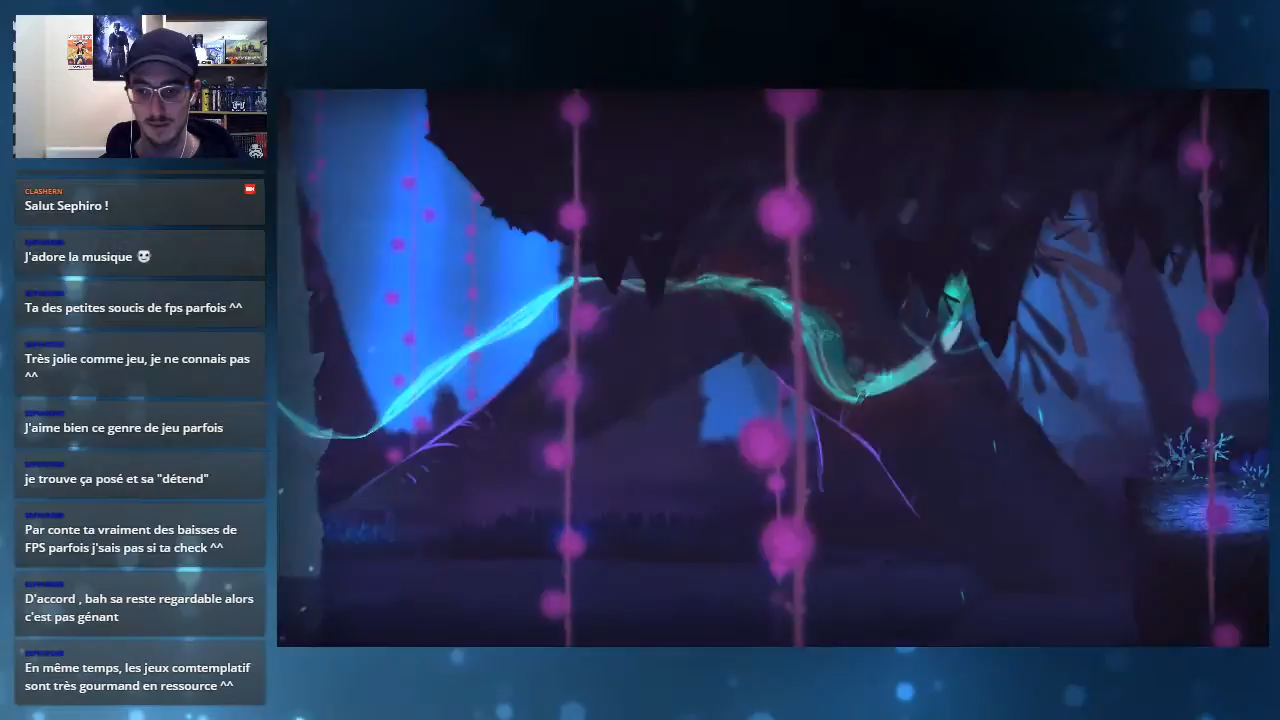 CLASHERN
Salut Sephiro !
J'adore la musique
Ta des petites soucis de fps parfois ^^
Très jolie comme jeu, je ne connais pas
^^
J'aime bien ce genre de jeu parfois
je trouve ça posé et sa "détend"
Par conte ta vraiment des baisses de
FPS parfois j'sais pas si ta check ^^
D'accord , bah sa reste regardable alors
c'est pas génant
En même temps, les jeux comtemplatif
sont très gourmand en ressource ^^